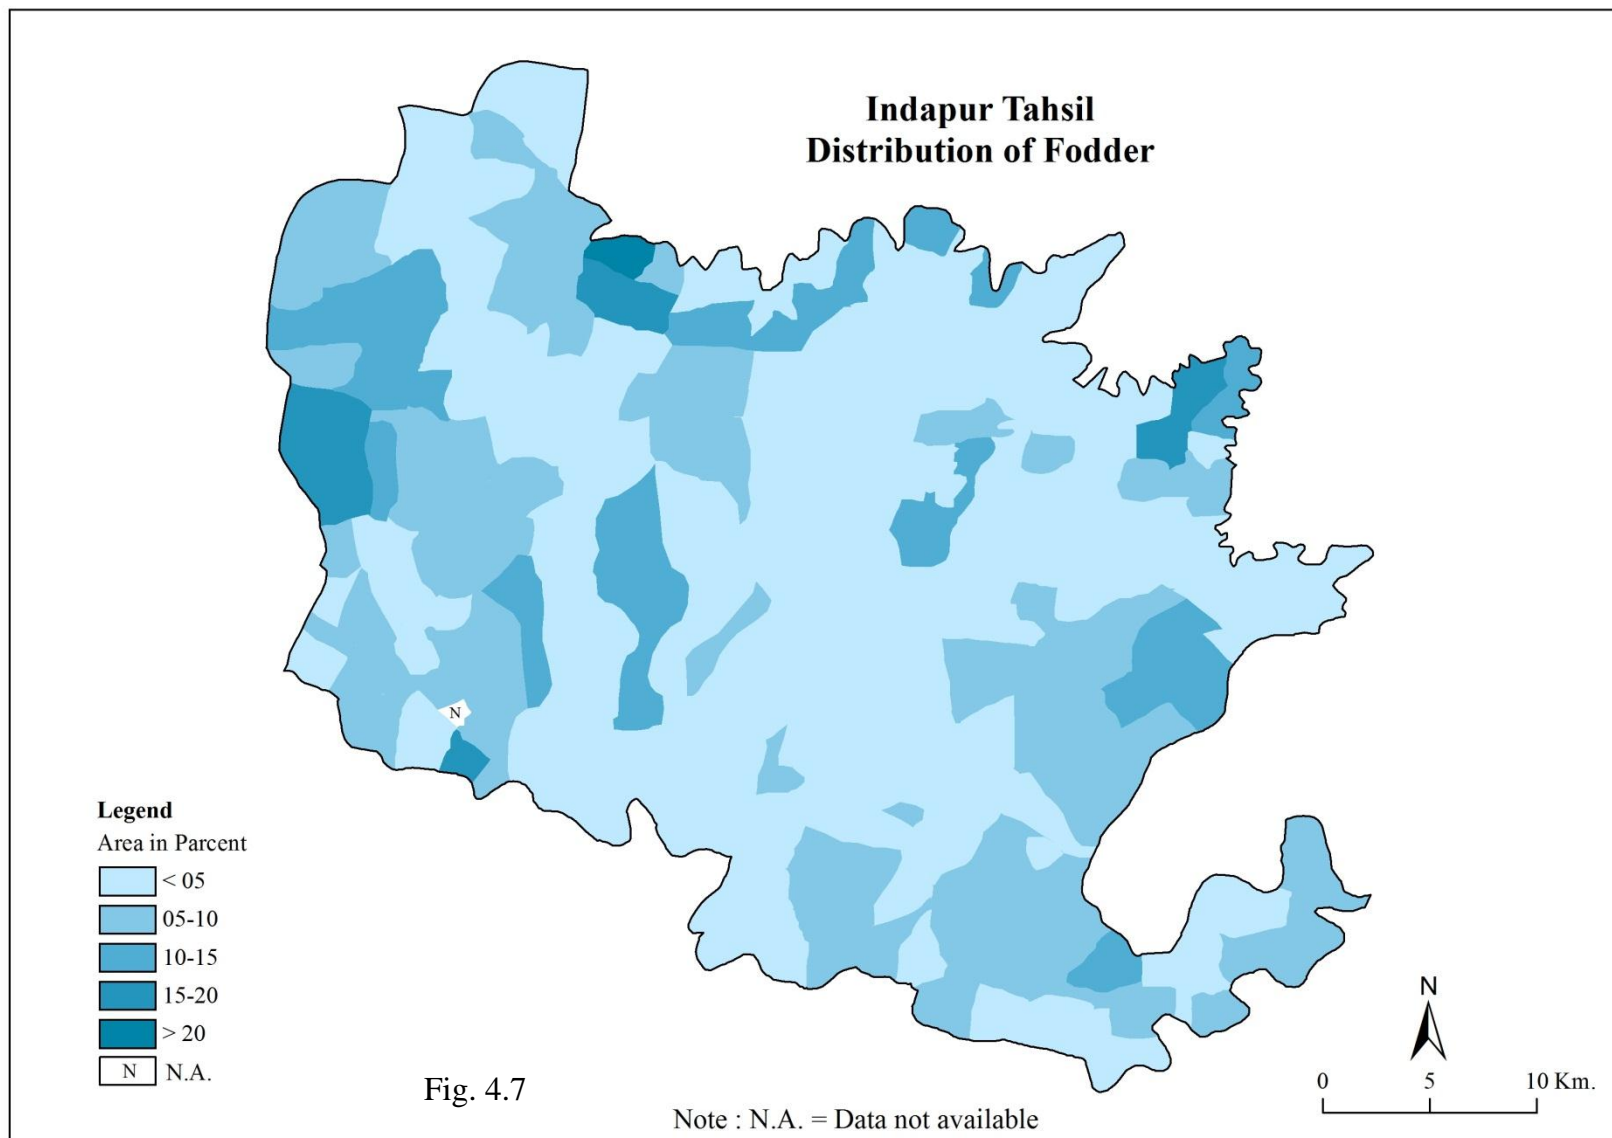 Indapur Tahsil
Distribution of Fodder
N
Legend
Area in Parcent
< 05
05-10
10-15
15-20
> 20
N N.A.
Fig. 4.7
Note : N.A. = Data not available
N
0 5 10 Km.